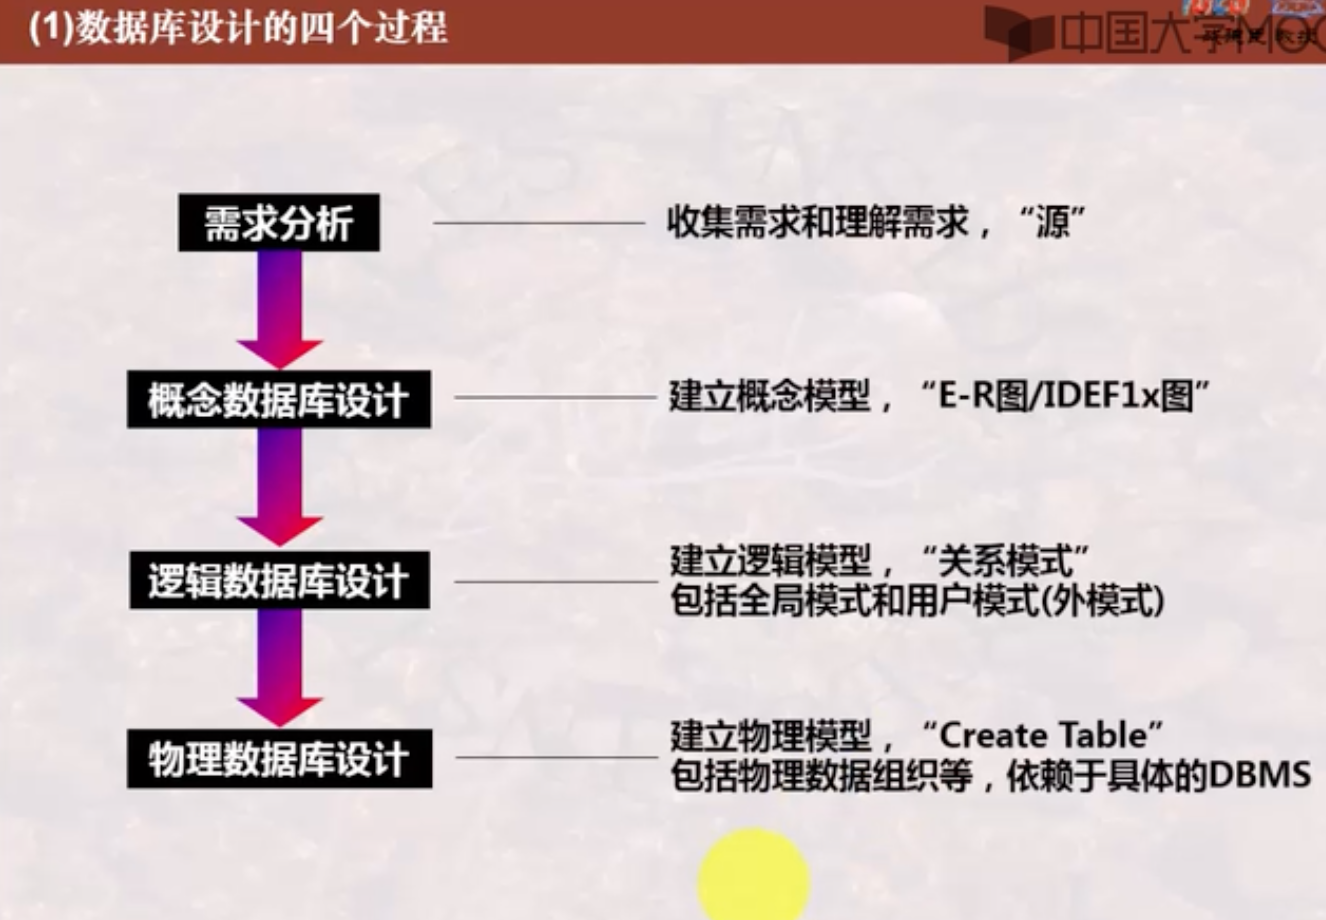 (1)数据库设计的四个过程
中国大学MOOC
需求分析
收集需求和理解需求，“源”
概念数据库设计
建立概念模型，“E-R图/IDEF1x图”
逻辑数据库设计
建立逻辑模型，“关系模式”
包括全局模式和用户模式(外模式)
物理数据库设计
建立物理模型，“Create Table”
包括物理数据组织等，依赖于具体的DBMS